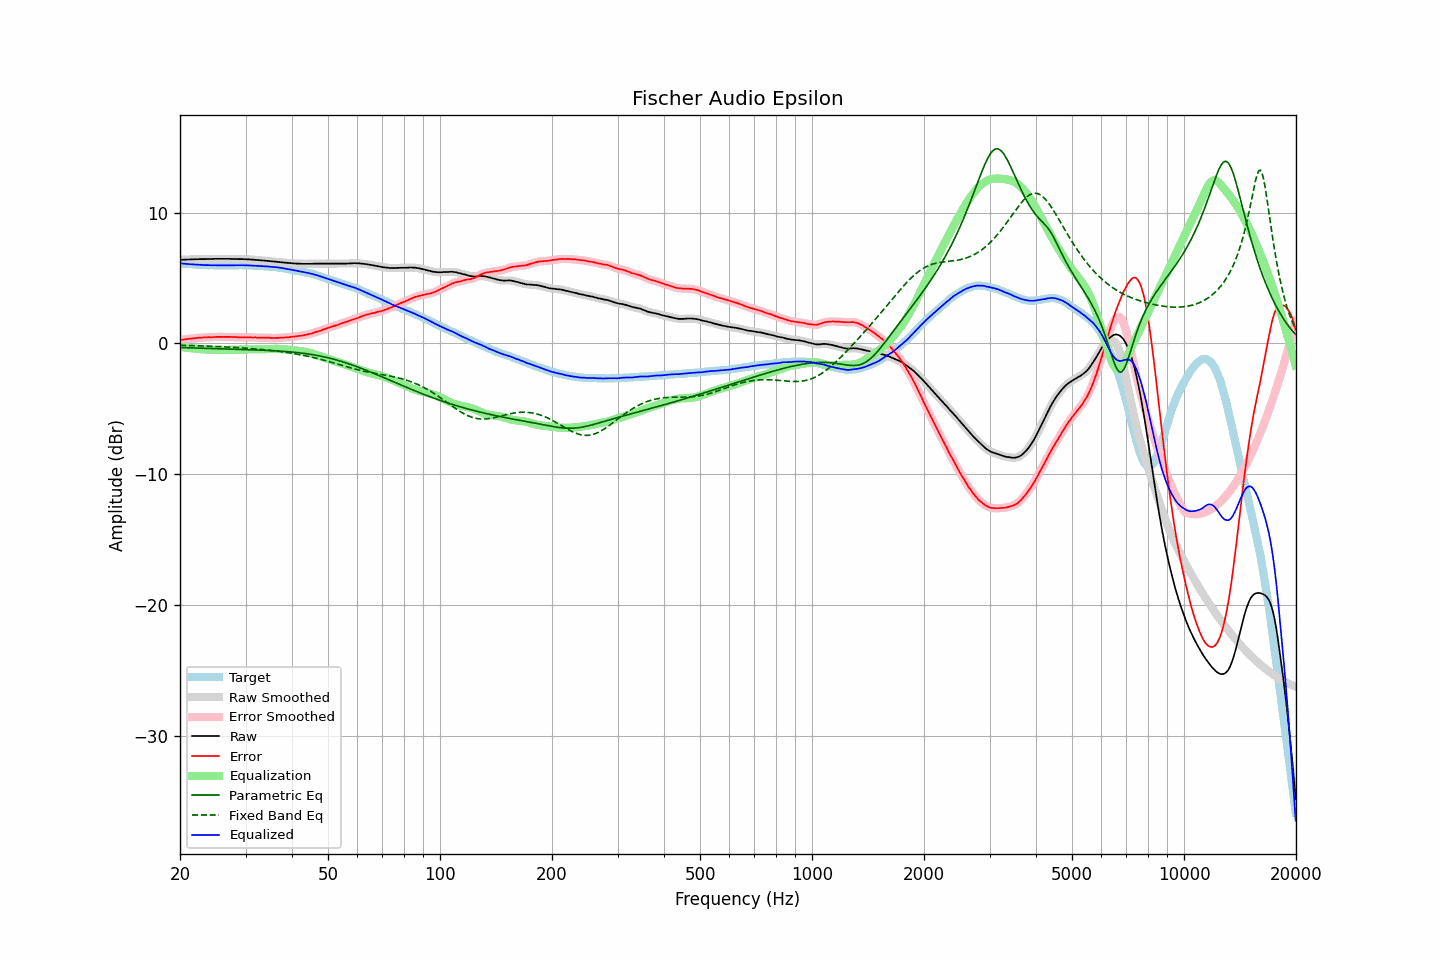 Fischer Audio Epsilon
Amplitude (dBr)
10
0
−10
−20
−30
Target
Raw Smoothed
Error Smoothed
Raw
Error
Equalization
Parametric Eq
Fixed Band Eq
Equalized
20 50 100 200 500 1000 2000 5000 10000 20000
Frequency (Hz)